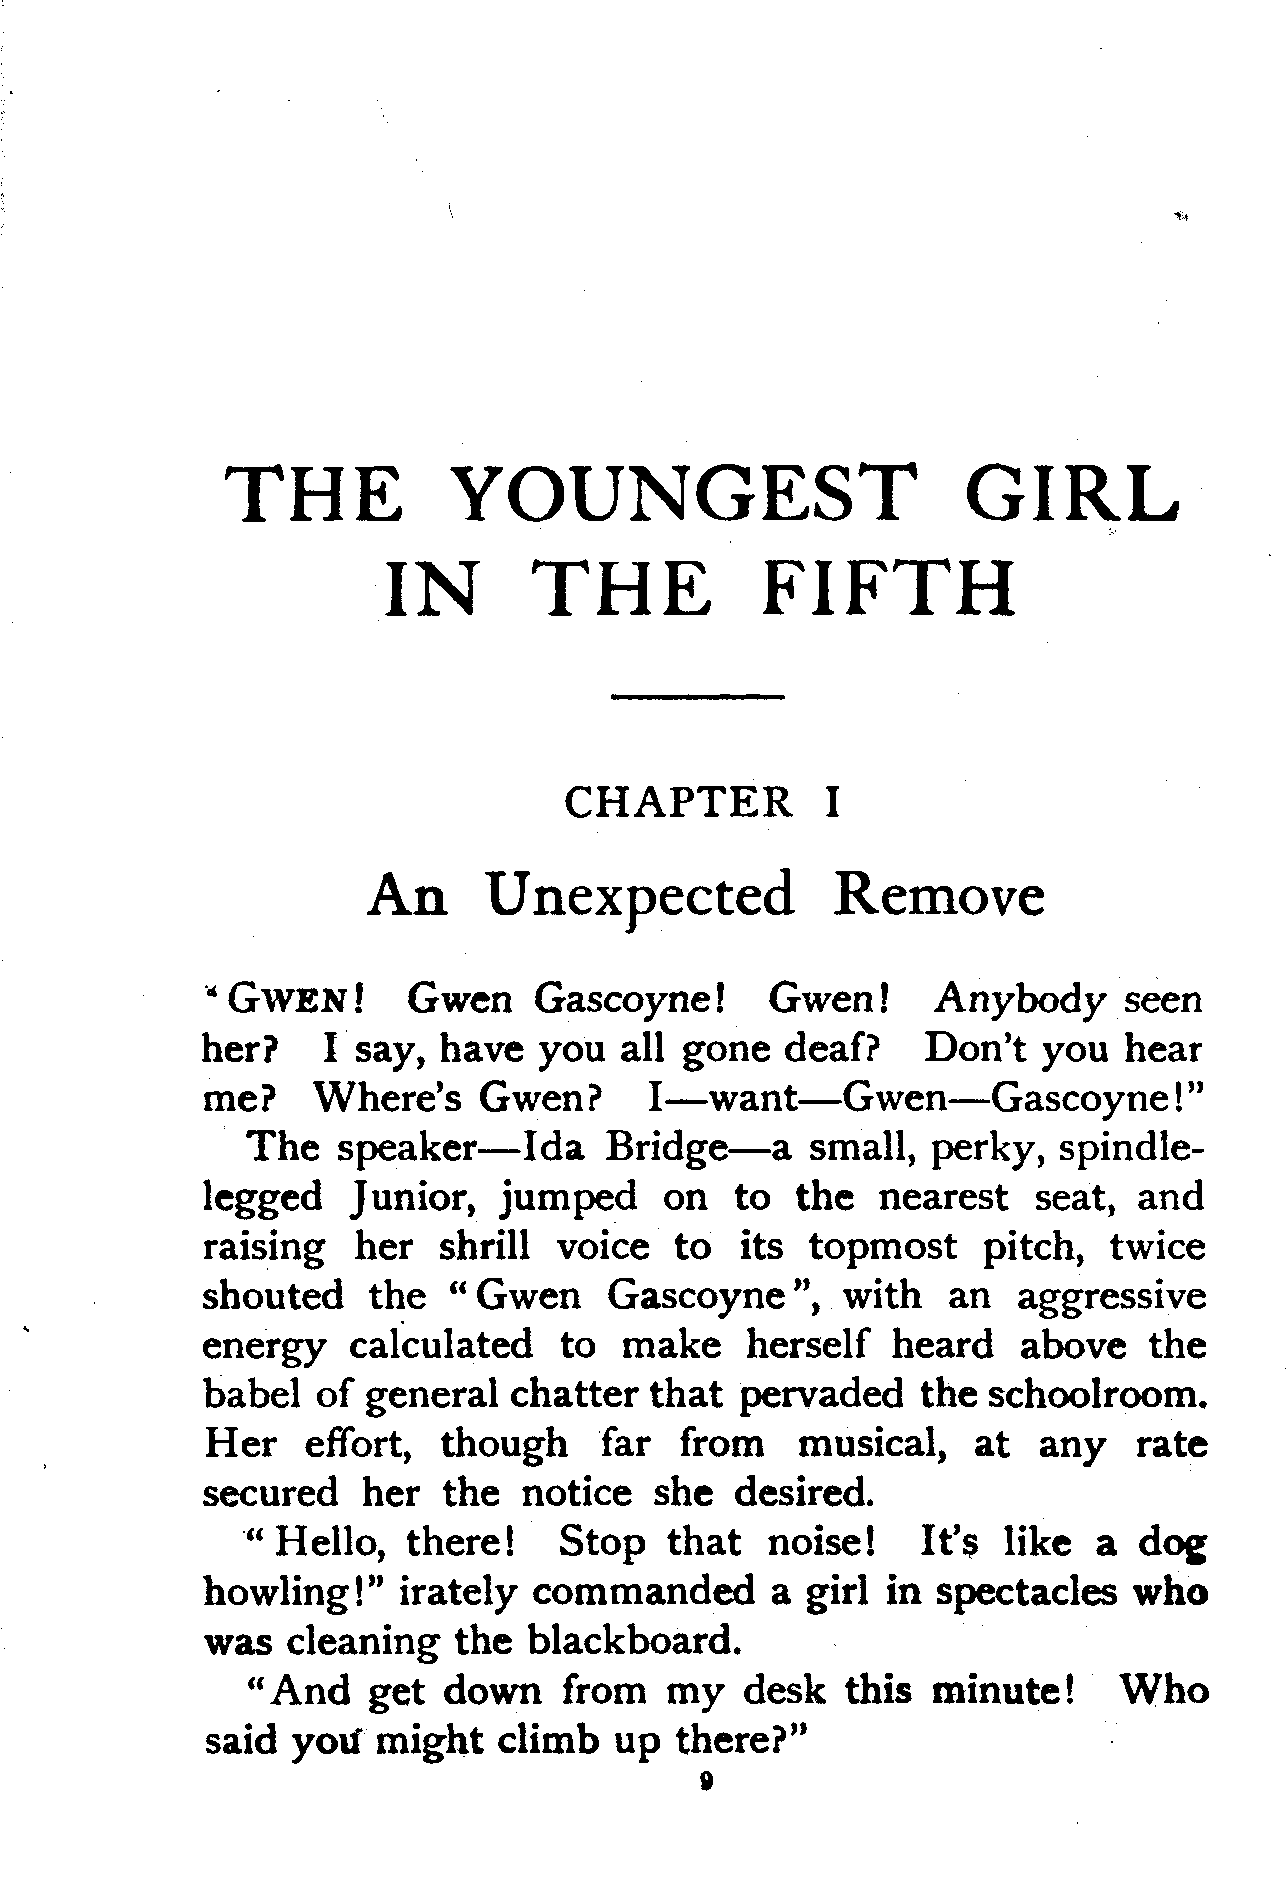 THE YOUNGEST GIRL
IN THE FIFTH
CHAPTER I
An Unexpected Remove
“GWEN! Gwen Gascoyne! Gwen! Anybody seen
her? I say, have you all gone deaf? Don't you hear
me? Where's Gwen? I—want—Gwen—Gascoyne!”
The speaker—Ida Bridge—a small, perky, spindle-
legged Junior, jumped on to the nearest seat, and
raising her shrill voice to its topmost pitch, twice
shouted the “Gwen Gascoyne”, with an aggressive
energy calculated to make herself heard above the
babel of general chatter that pervaded the schoolroom.
Her effort, though far from musical, at any rate
secured her the notice she desired.
“Hello, there! Stop that noise! It's like a dog
howling!” irately commanded a girl in spectacles who
was cleaning the blackboard.
“And get down from my desk this minute! Who
said you might climb up there?”
9